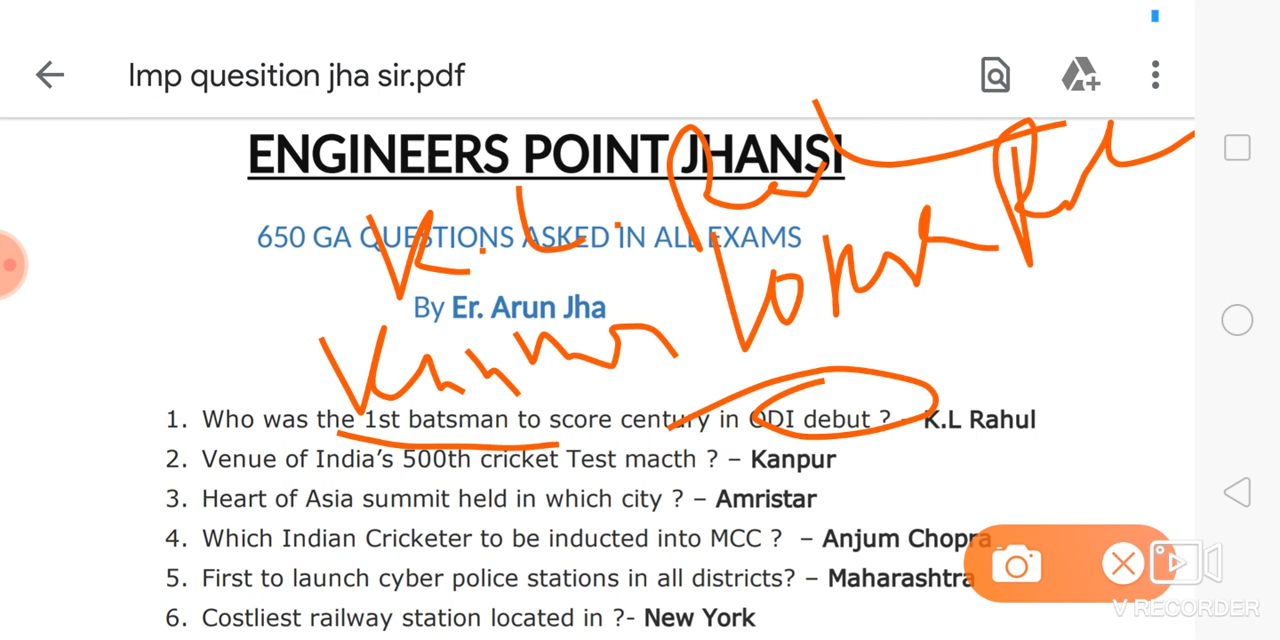 Imp quesition jha sir.pdf
ENGINEERS POINT JHANSI
650 GA QUESTIONS ASKED IN ALL EXAMS
K. L. Rahul
By Er. Arun Jha
Kannur Lokesh Rahul
1. Who was the 1st batsman to score century in ODI debut ? - K.L Rahul
2. Venue of India's 500th cricket Test macth ? – Kanpur
3. Heart of Asia summit held in which city ? – Amristar
4. Which Indian Cricketer to be inducted into MCC ? – Anjum Chopra
5. First to launch cyber police stations in all districts? – Maharashtra
6. Costliest railway station located in ?- New York
V RECORDER